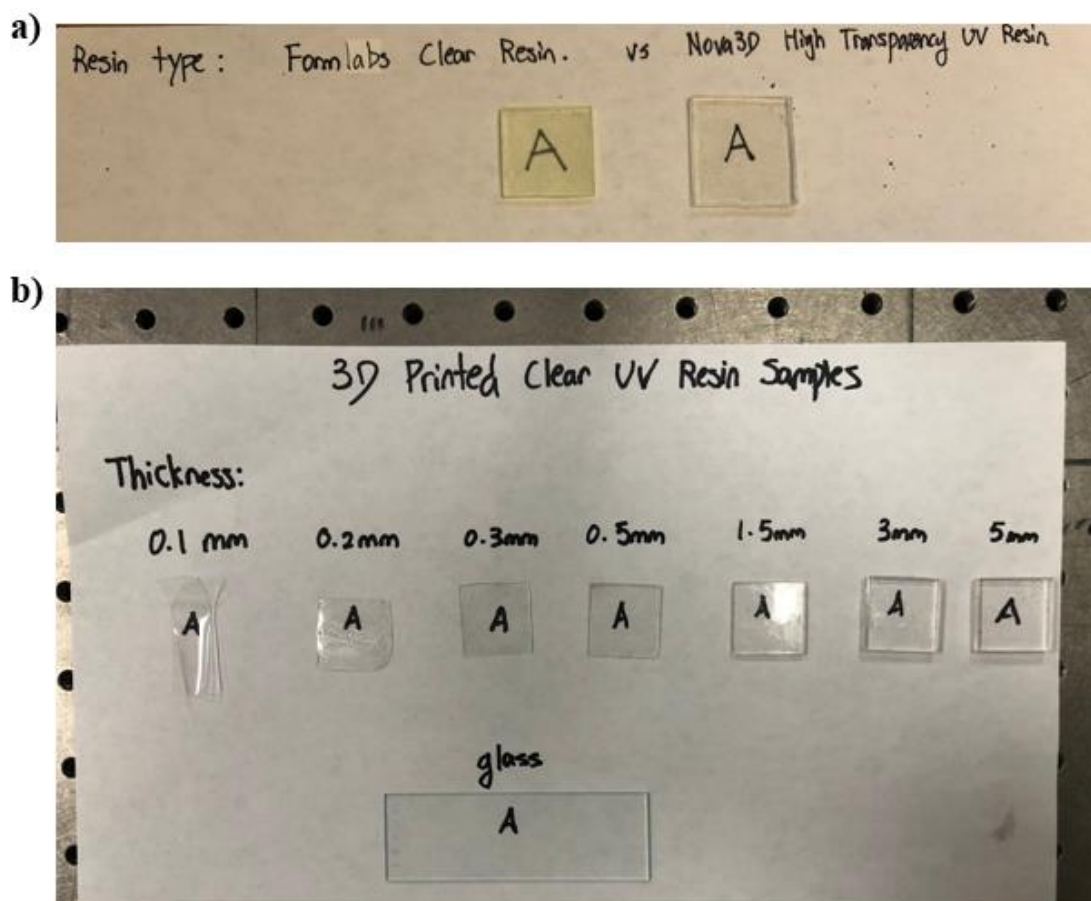 a)
Resin type: Formlabs Clear Resin. vs Nova3D High Transparency UV Resin
A A
b)
3D Printed Clear UV Resin Samples
Thickness:
0.1 mm 0.2mm 0.3mm 0.5mm 1.5mm 3mm 5mm
A A A A A A A
glass
A